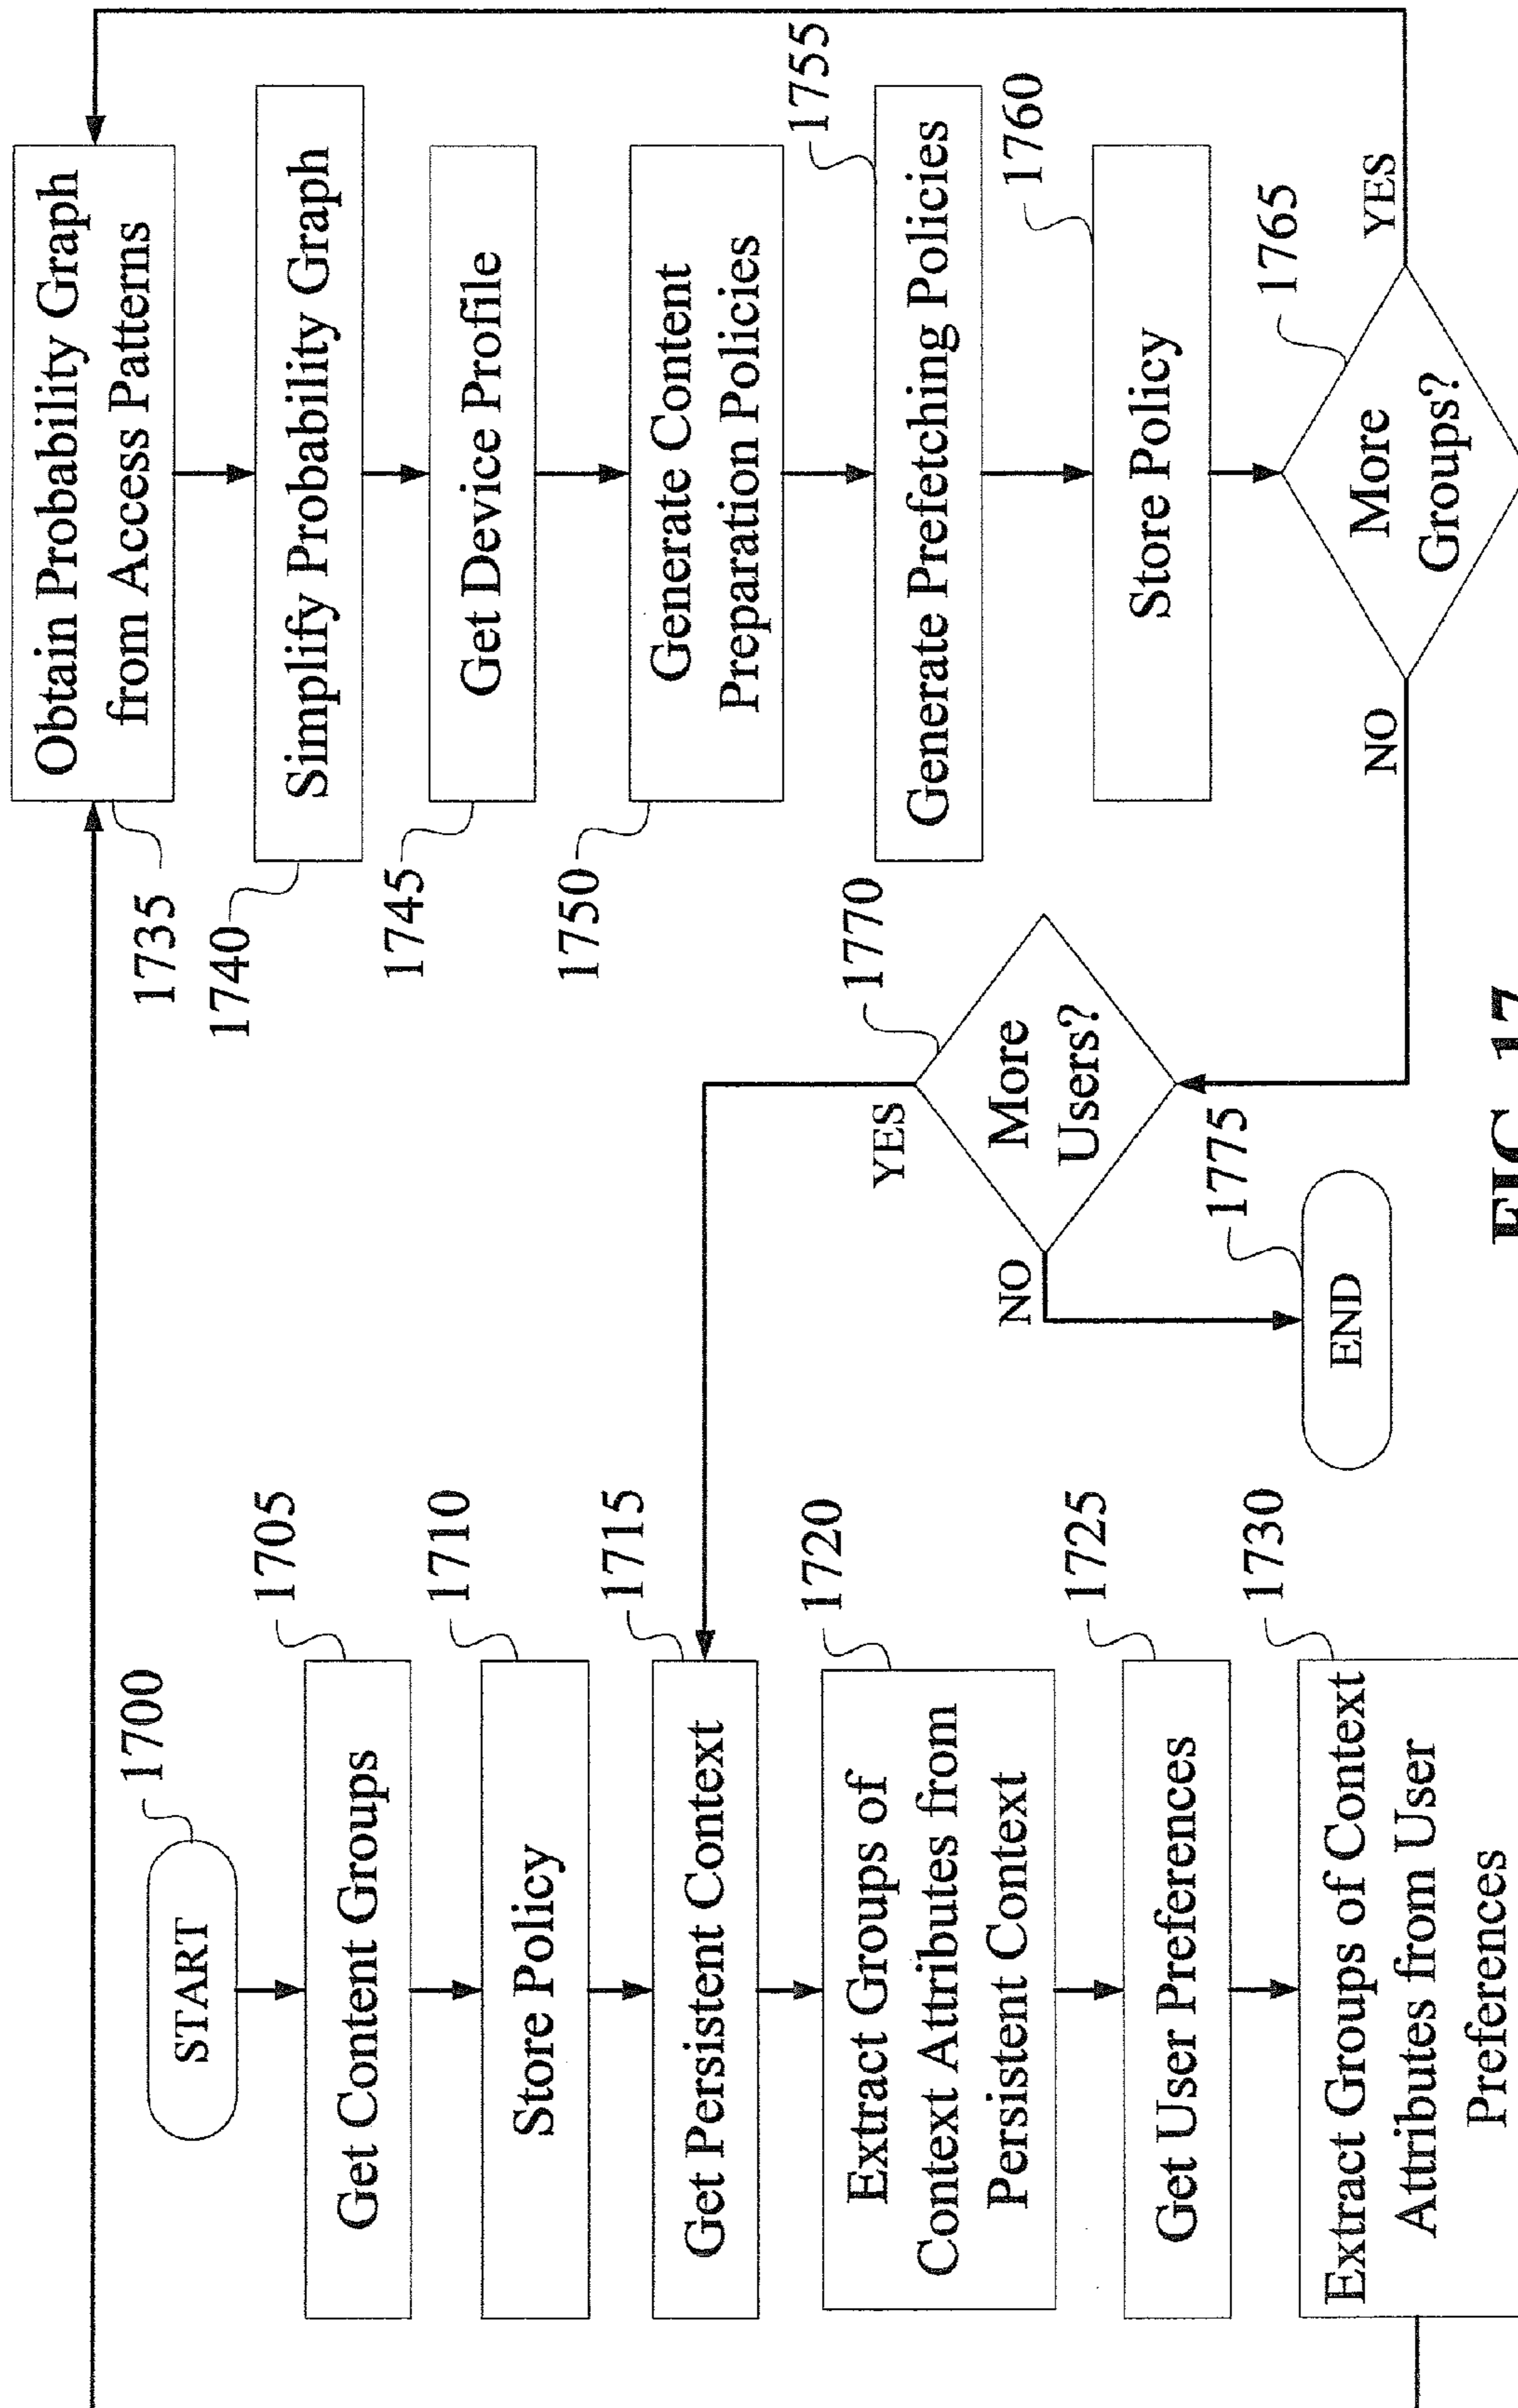 1700
START
1705
Get Content Groups
1710
Store Policy
1715
Get Persistent Context
1720
Extract Groups of
Context Attributes from
Persistent Context
1725
Get User Preferences
1730
Extract Groups of Context
Attributes from User
Preferences
1735
Obtain Probability Graph
from Access Patterns
1740
Simplify Probability Graph
1745
Get Device Profile
1750
Generate Content
Preparation Policies
1755
Generate Prefetching Policies
1760
Store Policy
1765
More
Groups?
YES
NO
1770
More
Users?
YES
NO
1775
END
FIG. 17